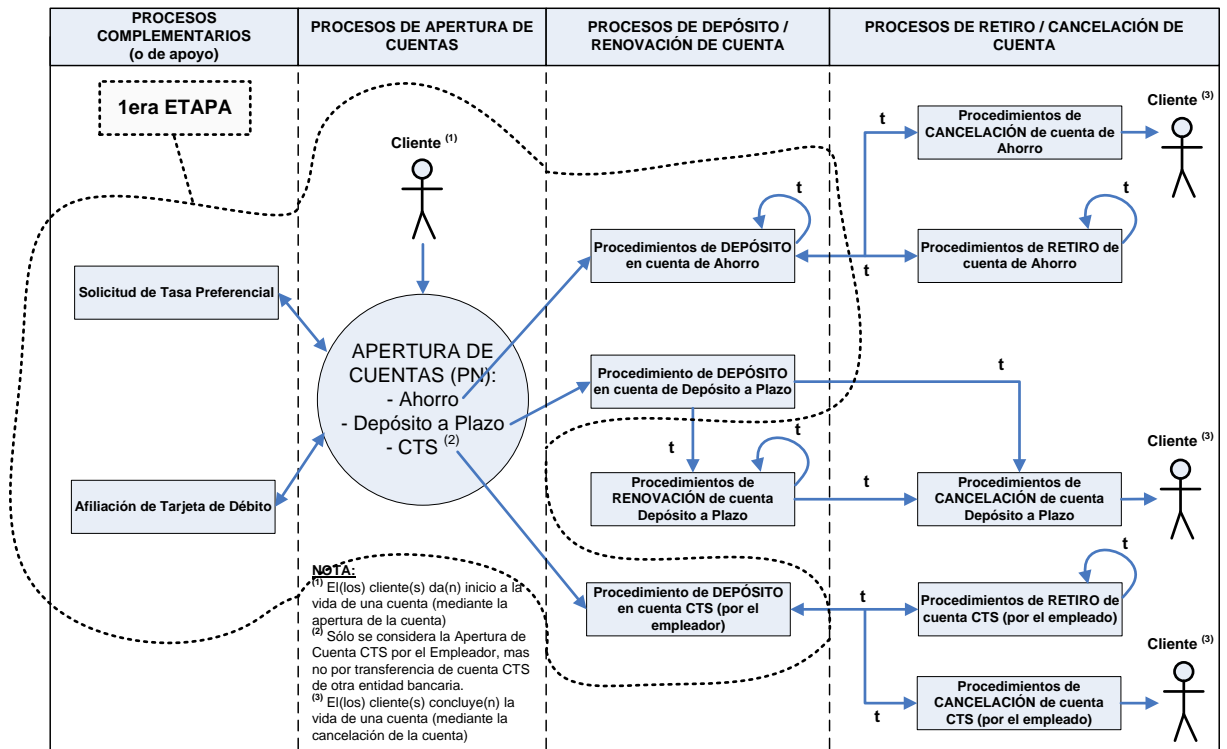 PROCESOS
COMPLEMENTARIOS
(o de apoyo)
PROCESOS DE APERTURA DE
CUENTAS
PROCESOS DE DEPÓSITO /
RENOVACIÓN DE CUENTA
PROCESOS DE RETIRO / CANCELACIÓN DE
CUENTA
1era ETAPA
Solicitud de Tasa Preferencial
Afiliación de Tarjeta de Débito
Cliente (1)
APERTURA DE
CUENTAS (PN):
- Ahorro
- Depósito a Plazo
- CTS (2)
NOTA:
(1) El(los) cliente(s) da(n) inicio a la
vida de una cuenta (mediante la
apertura de la cuenta)
(2) Sólo se considera la Apertura de
Cuenta CTS por el Empleador, mas
no por transferencia de cuenta CTS
de otra entidad bancaria.
(3) El(los) cliente(s) concluye(n) la
vida de una cuenta (mediante la
cancelación de la cuenta)
t
Procedimientos de DEPÓSITO
en cuenta de Ahorro
Procedimiento de DEPÓSITO
en cuenta de Depósito a Plazo
t
t
Procedimientos de
RENOVACIÓN de cuenta
Depósito a Plazo
Procedimiento de DEPÓSITO
en cuenta CTS (por el
empleador)
t
Procedimientos de
CANCELACIÓN de cuenta de
Ahorro
Cliente (3)
t
t
Procedimientos de RETIRO de
cuenta de Ahorro
t
t
Procedimientos de
CANCELACIÓN de cuenta
Depósito a Plazo
Cliente (3)
t
t
Procedimientos de RETIRO de
cuenta CTS (por el empleado)
t
Procedimientos de
CANCELACIÓN de cuenta
CTS (por el empleado)
Cliente (3)